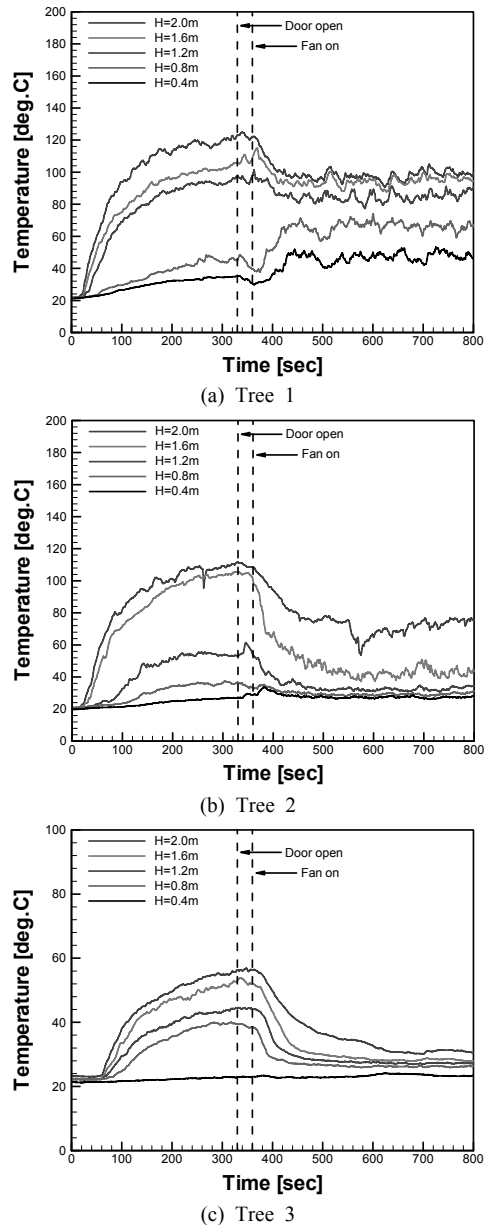 200
180
160
140
120
100
80
60
40
20
0
Temperature [deg.C]
H=2.0m
H=1.6m
H=1.2m
H=0.8m
H=0.4m
Door open
Fan on
0 100 200 300 400 500 600 700 800
Time [sec]
(a) Tree 1
200
180
160
140
120
100
80
60
40
20
0
Temperature [deg.C]
H=2.0m
H=1.6m
H=1.2m
H=0.8m
H=0.4m
Door open
Fan on
0 100 200 300 400 500 600 700 800
Time [sec]
(b) Tree 2
100
80
60
40
20
0
Temperature [deg.C]
H=2.0m
H=1.6m
H=1.2m
H=0.8m
H=0.4m
Door open
Fan on
0 100 200 300 400 500 600 700 800
Time [sec]
(c) Tree 3